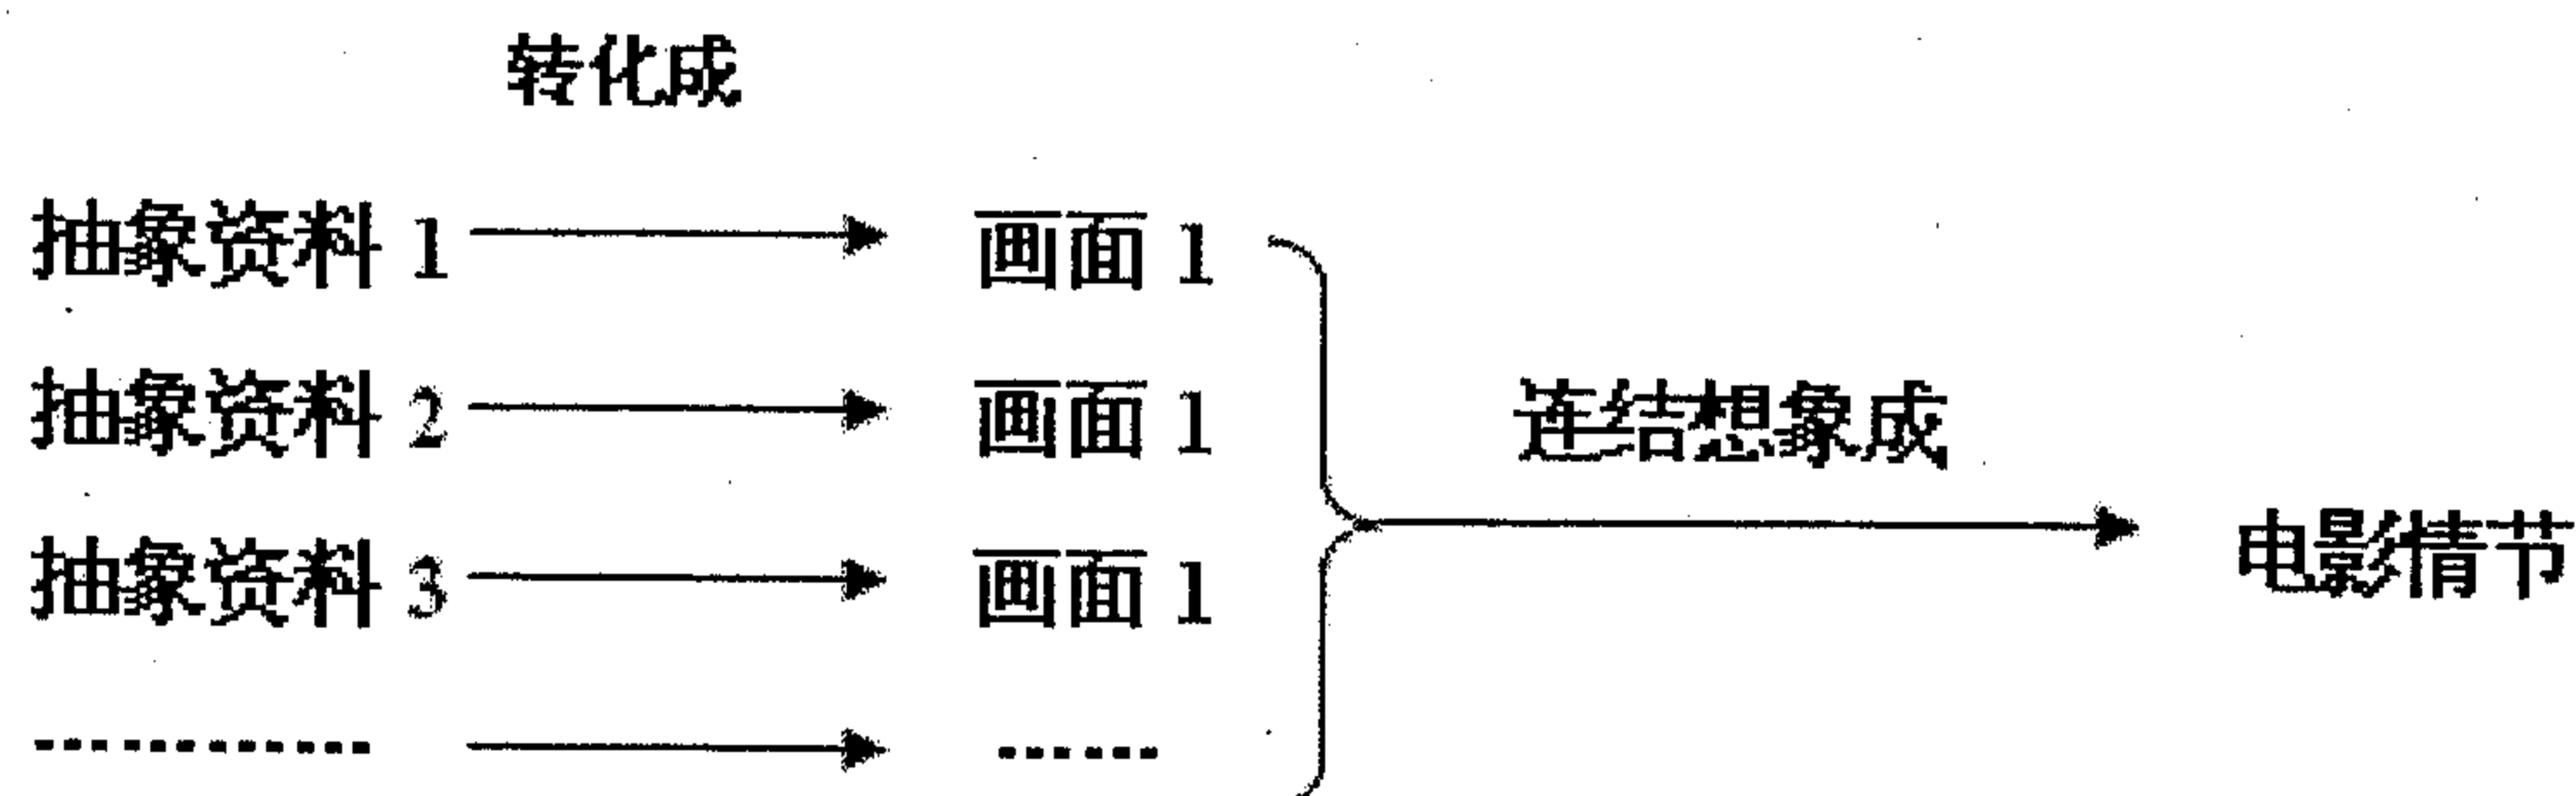 转化成
抽象资料 1 画面 1
抽象资料 2 画面 1
连结想象成
抽象资料 3 画面 1
电影情节